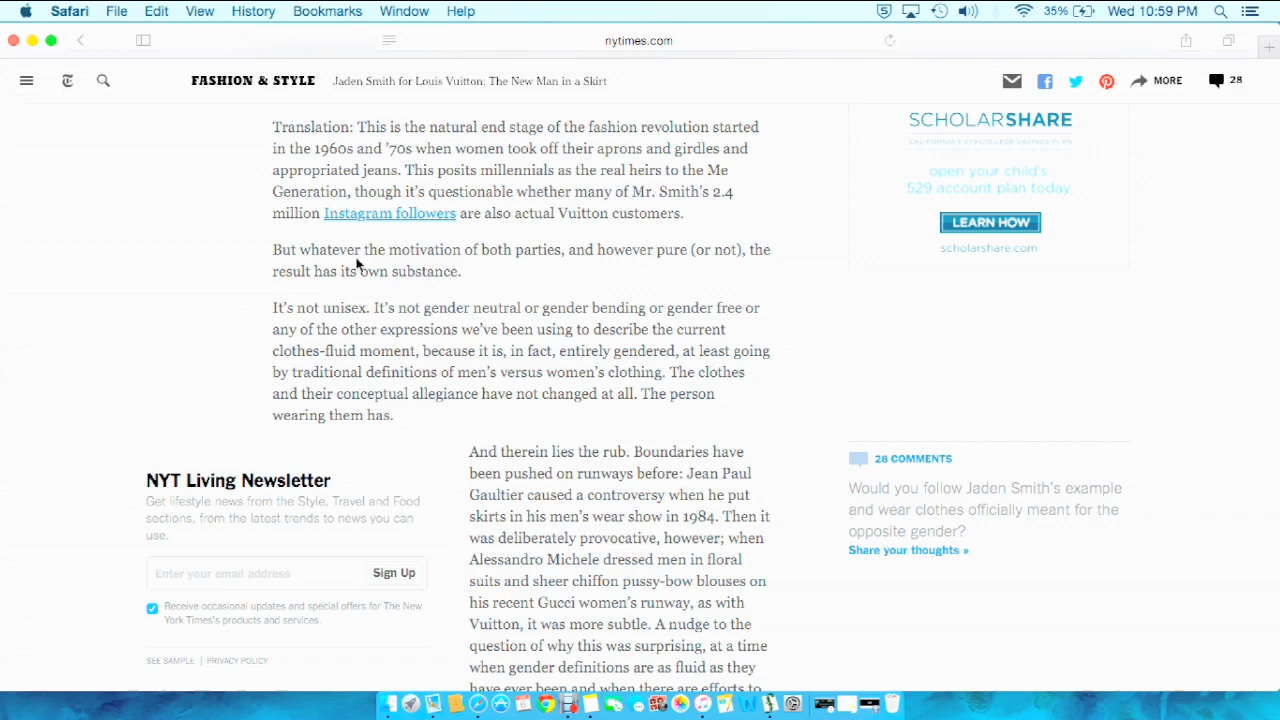 Safari File Edit View History Bookmarks Window Help
35% Wed 10:59 PM
nytimes.com
FASHION & STYLE Jaden Smith for Louis Vuitton: The New Man in a Skirt
MORE 28
Translation: This is the natural end stage of the fashion revolution started
in the 1960s and ’70s when women took off their aprons and girdles and
appropriated jeans. This posits millennials as the real heirs to the Me
Generation, though it’s questionable whether many of Mr. Smith’s 2.4
million Instagram followers are also actual Vuitton customers.
But whatever the motivation of both parties, and however pure (or not), the
result has its own substance.
It’s not unisex. It’s not gender neutral or gender bending or gender free or
any of the other expressions we’ve been using to describe the current
clothes-fluid moment, because it is, in fact, entirely gendered, at least going
by traditional definitions of men’s versus women’s clothing. The clothes
and their conceptual allegiance have not changed at all. The person
wearing them has.
And therein lies the rub. Boundaries have
been pushed on runways before: Jean Paul
Gaultier caused a controversy when he put
skirts in his men’s wear show in 1984. Then it
was deliberately provocative, however; when
Alessandro Michele dressed men in floral
suits and sheer chiffon pussy-bow blouses on
his recent Gucci women’s runway, as with
Vuitton, it was more subtle. A nudge to the
question of why this was surprising, at a time
when gender definitions are as fluid as they
have ever been and when there are efforts to
NYT Living Newsletter
Get lifestyle news from the Style, Travel and Food
sections, from the latest trends to news you can
use.
Enter your email address Sign Up
Receive occasional updates and special offers for The New
York Times's products and services.
SEE SAMPLE | PRIVACY POLICY
SCHOLARSHARE
CALIFORNIA'S 529 COLLEGE SAVINGS PLAN
open your child's
529 account plan today
LEARN HOW
scholarshare.com
28 COMMENTS
Would you follow Jaden Smith's example
and wear clothes officially meant for the
opposite gender?
Share your thoughts »